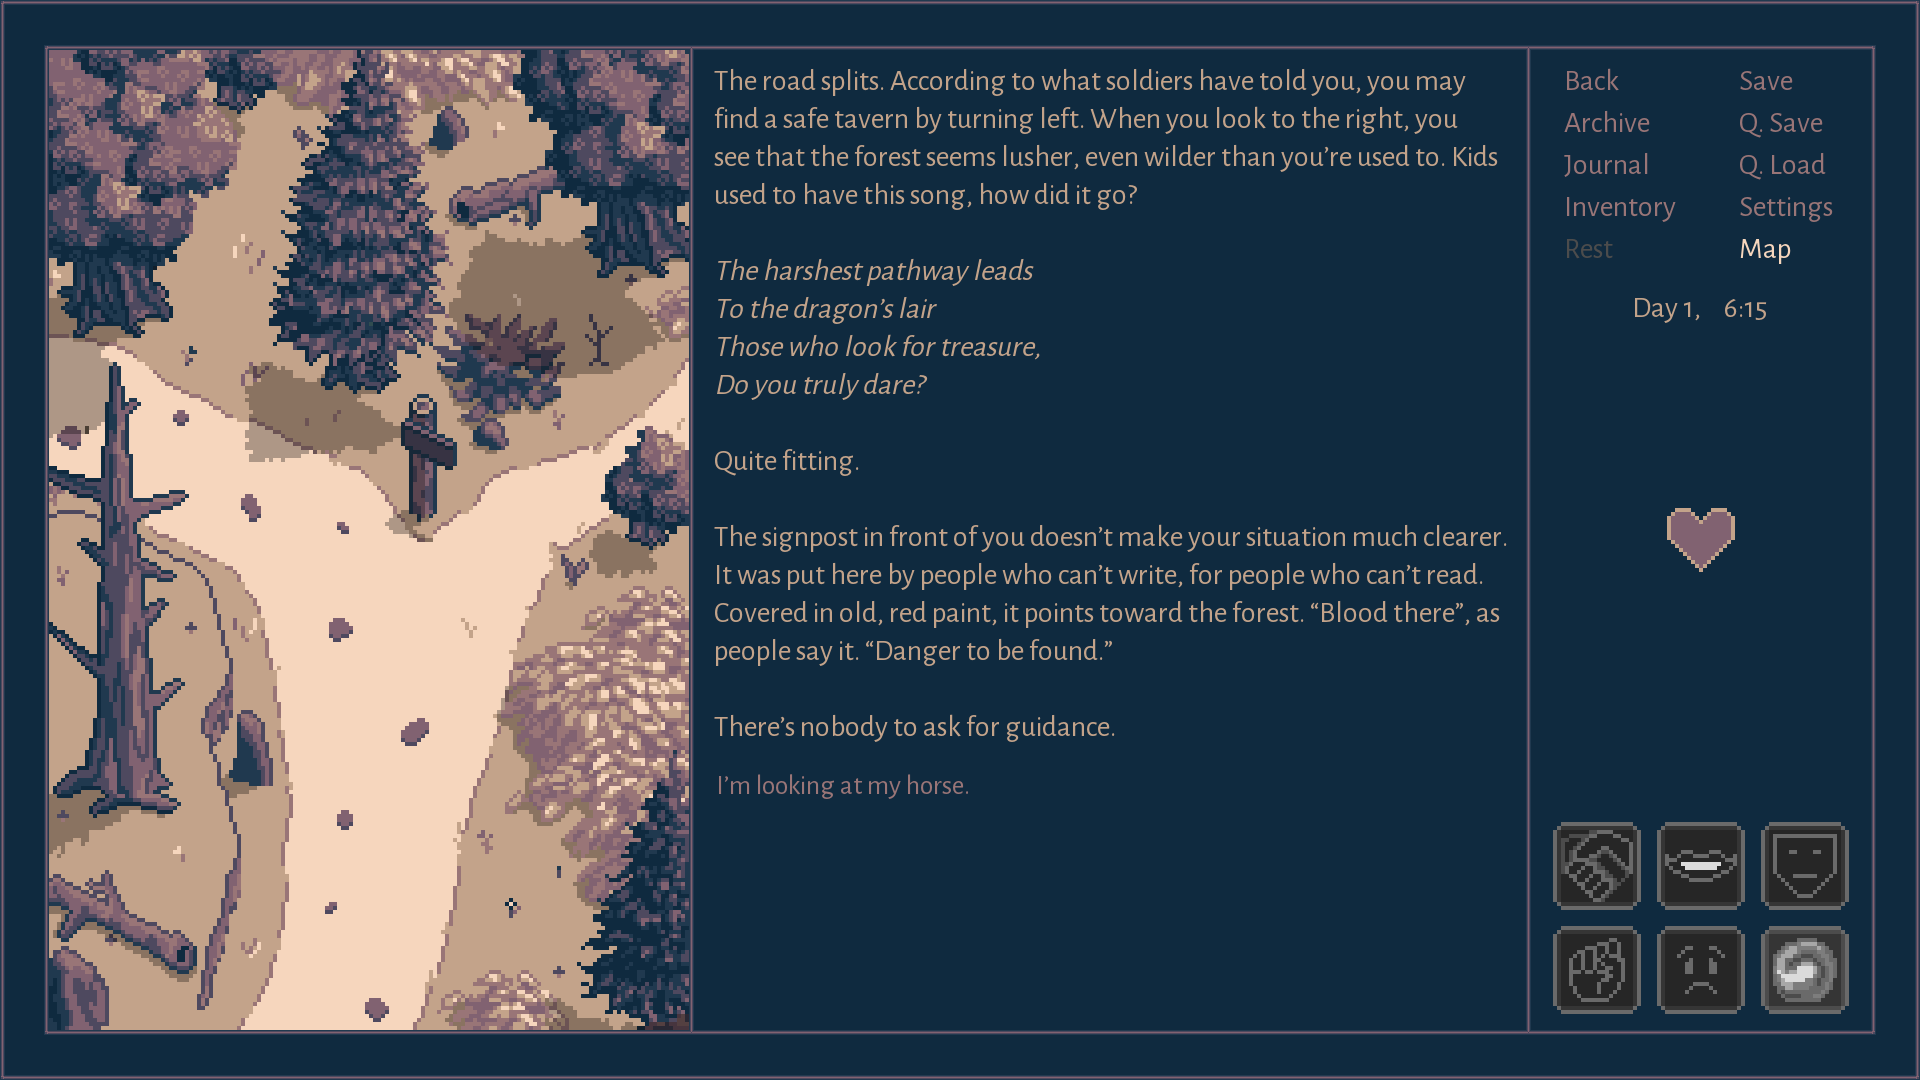 The road splits. According to what soldiers have told you, you may
find a safe tavern by turning left. When you look to the right, you
see that the forest seems lusher, even wilder than you’re used to. Kids
used to have this song, how did it go?
The harshest pathway leads
To the dragon’s lair
Those who look for treasure,
Do you truly dare?
Quite fitting.
The signpost in front of you doesn’t make your situation much clearer.
It was put here by people who can’t write, for people who can’t read.
Covered in old, red paint, it points toward the forest. “Blood there”, as
people say it. “Danger to be found.”
There’s nobody to ask for guidance.
I’m looking at my horse.
Back Save
Archive Q. Save
Journal Q. Load
Inventory Settings
Rest Map
Day 1, 6:15